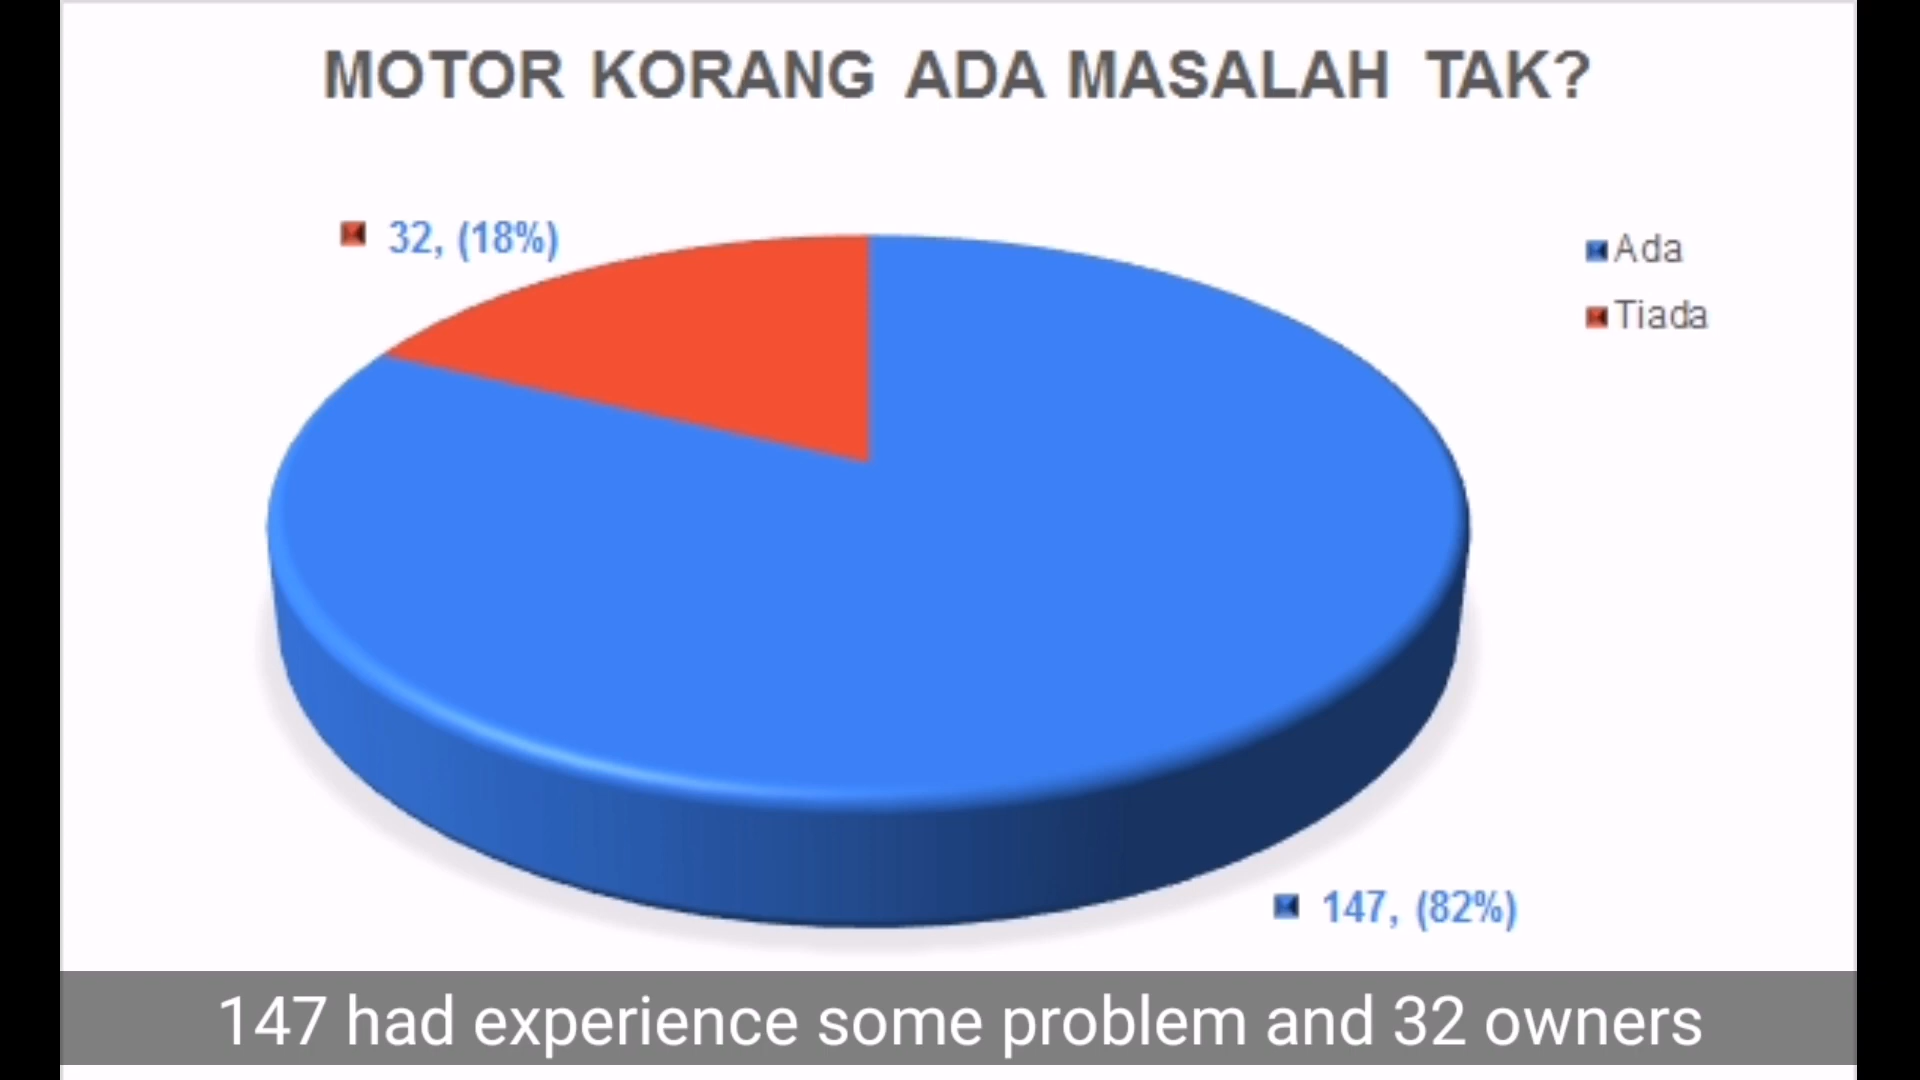 MOTOR KORANG ADA MASALAH TAK?
32, (18%)
Ada
Tiada
147, (82%)
147 had experience some problem and 32 owners